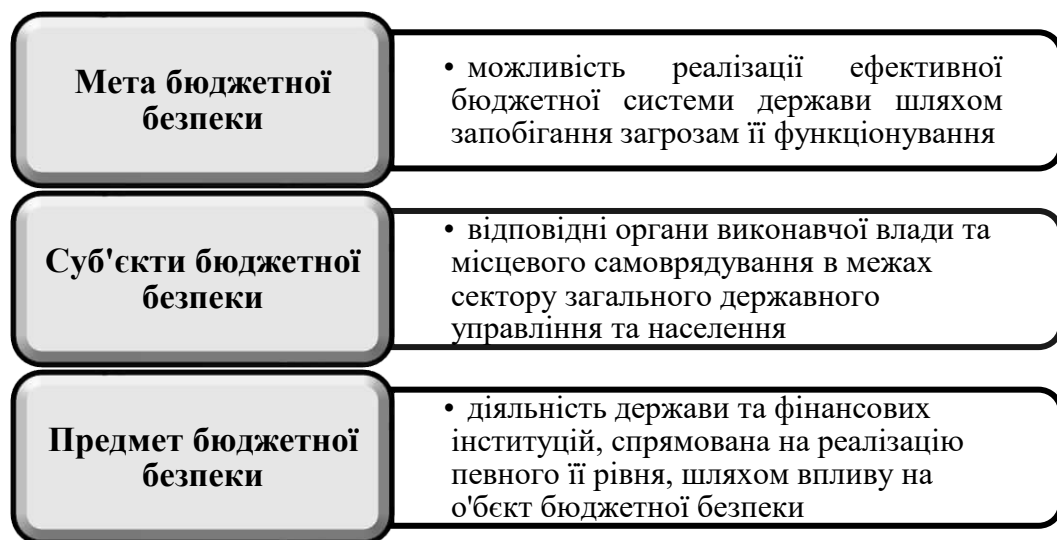 Мета бюджетної
безпеки
• можливість реалізації ефективної
бюджетної системи держави шляхом
запобігання загрозам її функціонування
Суб'єкти бюджетної
безпеки
• відповідні органи виконавчої влади та
місцевого самоврядування в межах
сектору загального державного
управління та населення
Предмет бюджетної
безпеки
• діяльність держави та фінансових
інституцій, спрямована на реалізацію
певного її рівня, шляхом впливу на
о'бєкт бюджетної безпеки